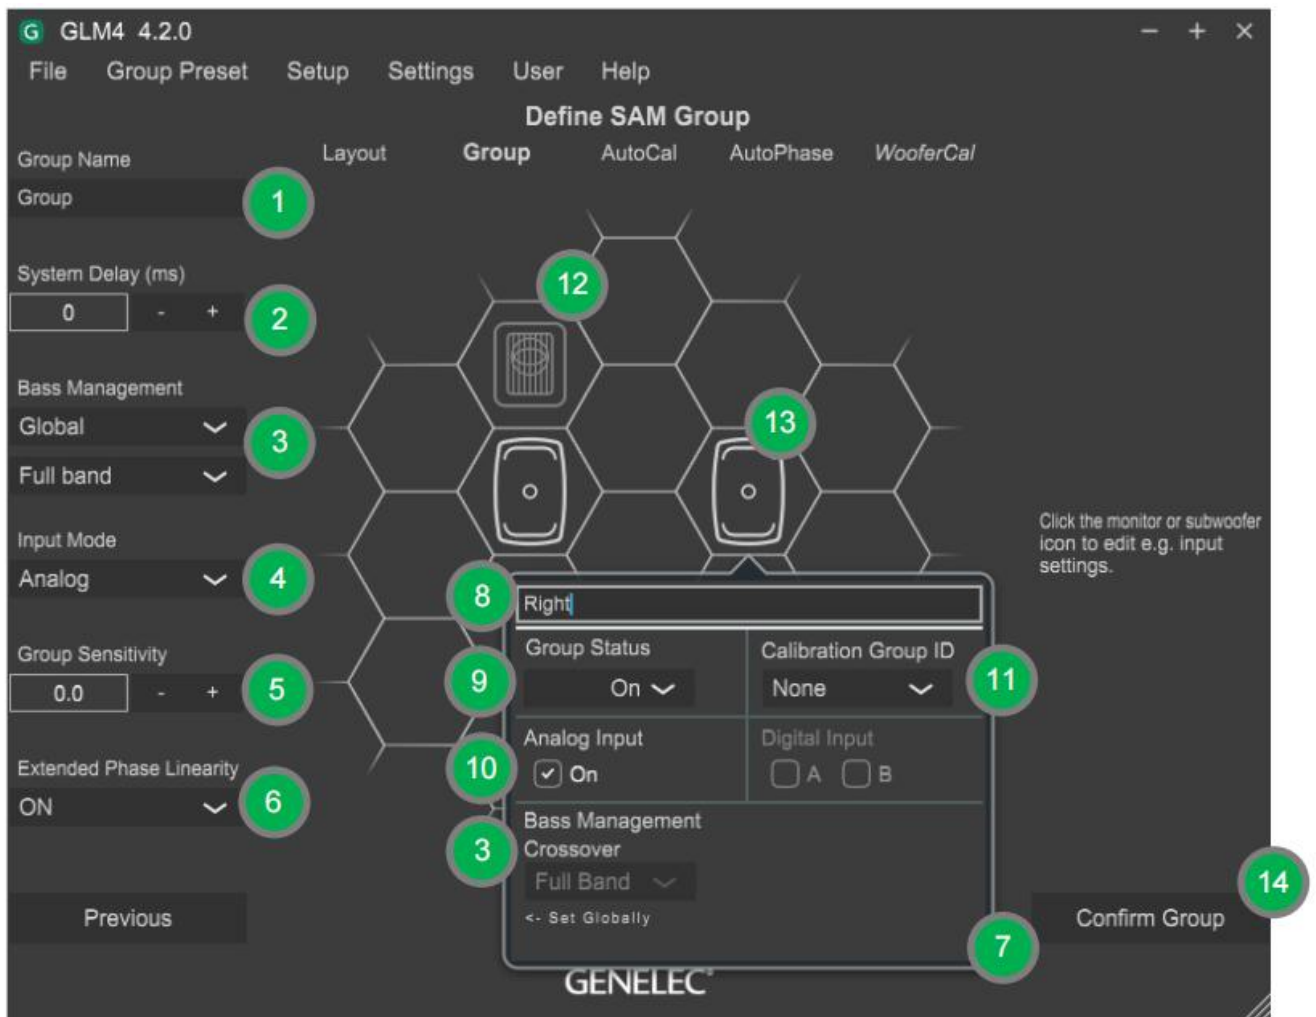 GLM4 4.2.0
File Group Preset Setup Settings User Help
Define SAM Group
Layout Group AutoCal AutoPhase WooferCal
Group Name
Group
1
System Delay (ms)
0 - +
2
Bass Management
Global
Full band
3
Input Mode
Analog
4
Group Sensitivity
0.0 - +
5
Extended Phase Linearity
ON
6
Previous
12
13
Click the monitor or subwoofer
icon to edit e.g. input
settings.
8
Right
9
Group Status
On
Calibration Group ID
None
11
10
Analog Input
On
Digital Input
A B
3
Bass Management
Crossover
Full Band
<- Set Globally
7
14
Confirm Group
GENELEC®